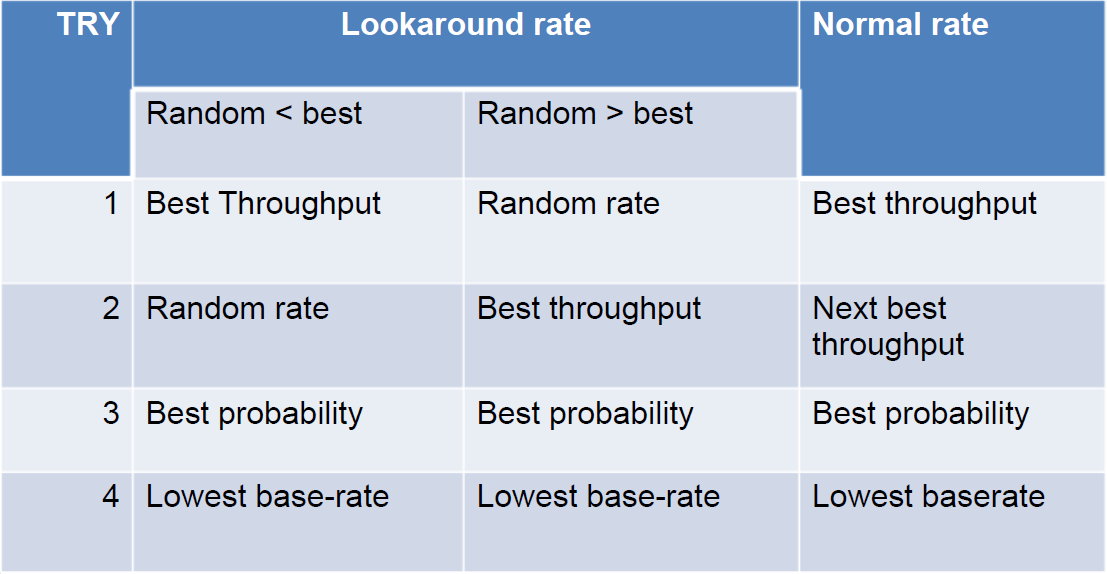 TRY Lookaround rate Normal rate
Random < best Random > best
1 Best Throughput Random rate Best throughput
2 Random rate Best throughput Next best
throughput
3 Best probability Best probability Best probability
4 Lowest base-rate Lowest base-rate Lowest baserate